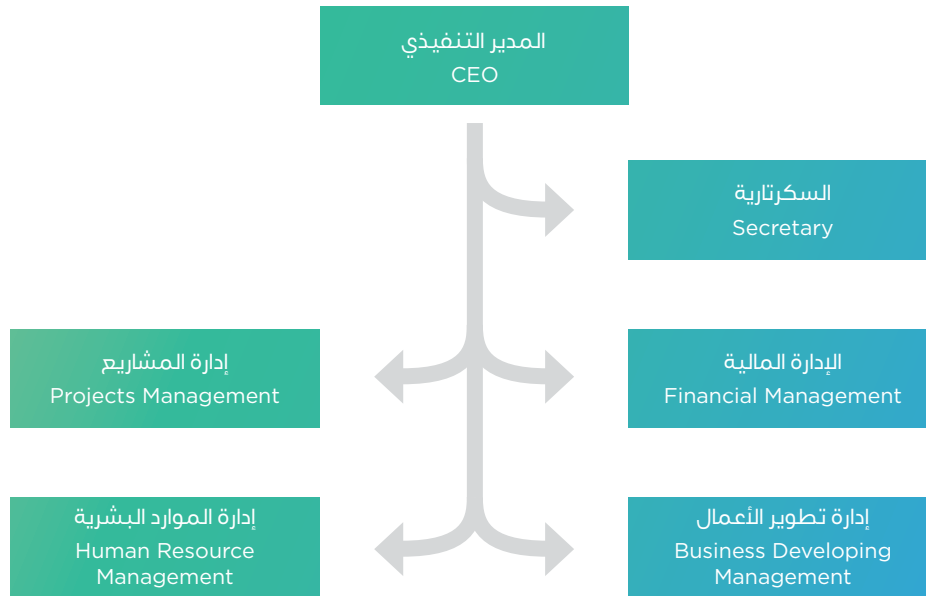 المدير التنفيذي
CEO
السكرتارية
Secretary
إدارة المشاريع
Projects Management
الإدارة المالية
Financial Management
إدارة الموارد البشرية
Human Resource
Management
إدارة تطوير الأعمال
Business Developing
Management